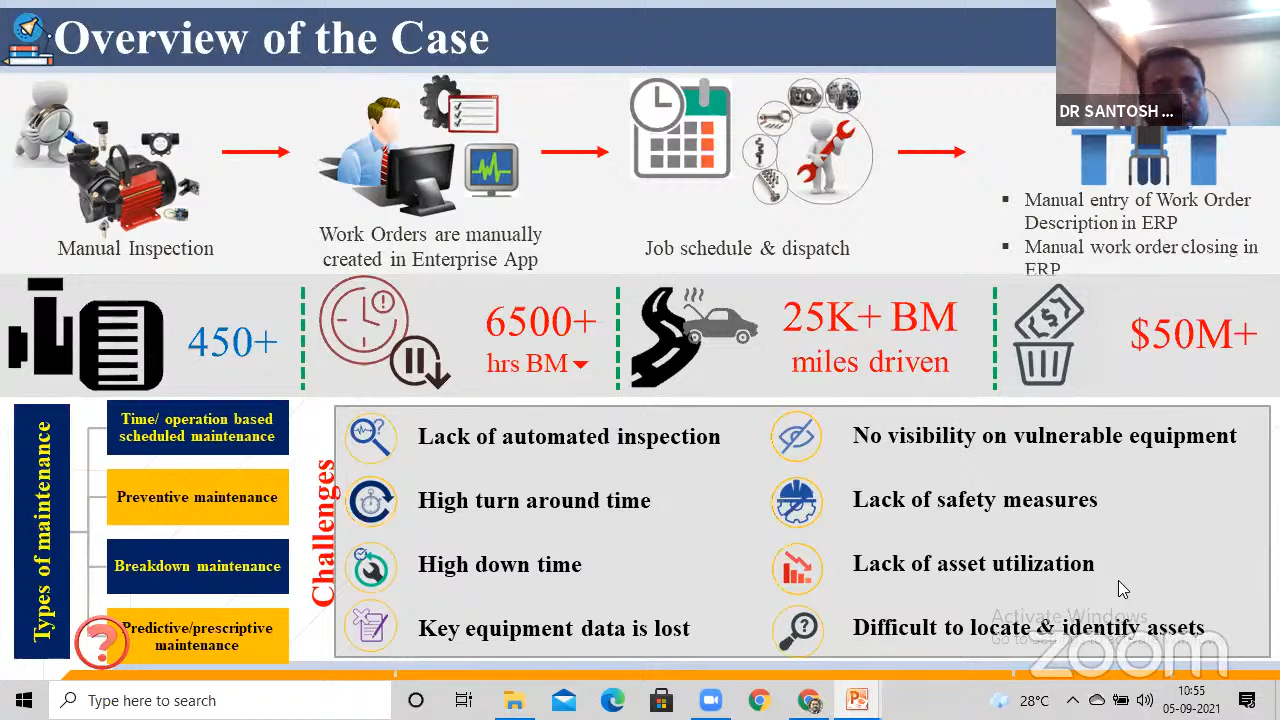 Overview of the Case
DR SANTOSH ...
Manual Inspection
Work Orders are manually
created in Enterprise App
Job schedule & dispatch
▪ Manual entry of Work Order
Description in ERP
▪ Manual work order closing in
ERP
450+
6500+
hrs BM
25K+ BM
miles driven
$50M+
Types of maintenance
Time/ operation based
scheduled maintenance
Preventive maintenance
Breakdown maintenance
Predictive/prescriptive
maintenance
Challenges
Lack of automated inspection
High turn around time
High down time
Key equipment data is lost
No visibility on vulnerable equipment
Lack of safety measures
Lack of asset utilization
Difficult to locate & identify assets
Activate Windows
zoom
Type here to search
28°C
10:55
05-09-2021